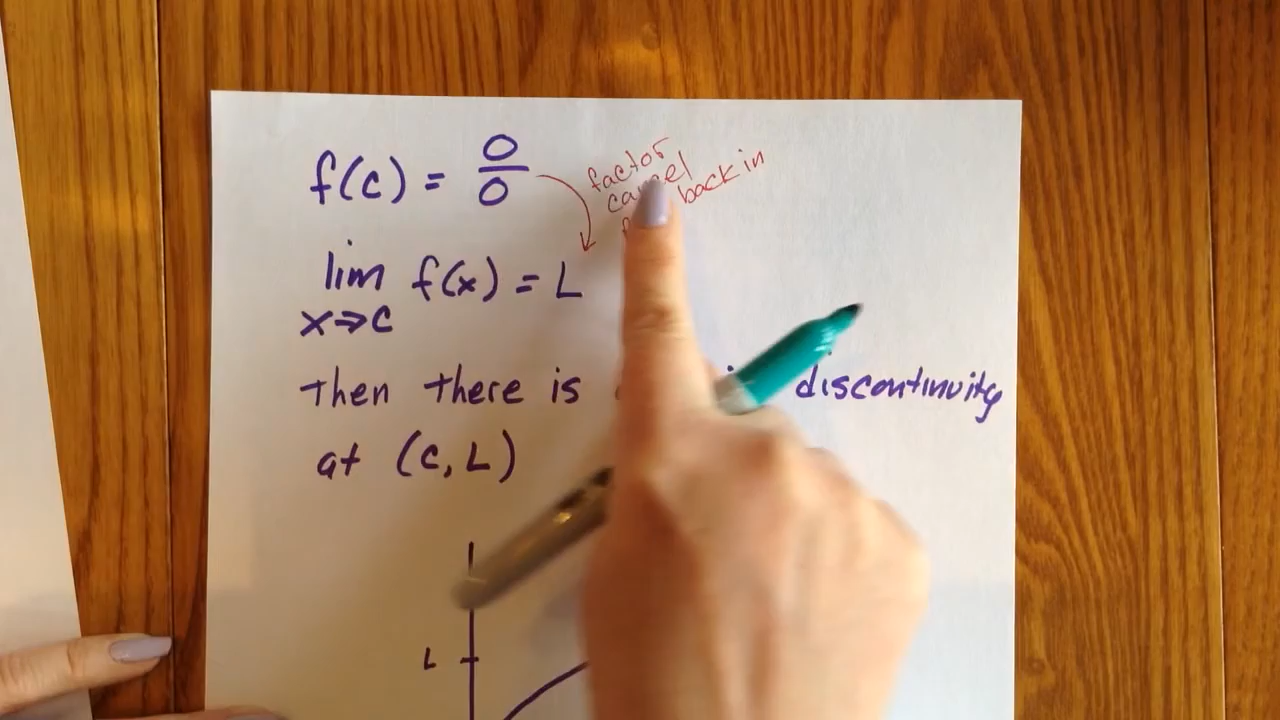 f(c) = 0/0
factor
cancel
back in
lim f(x) = L
x⇒c
then there is discontinuity
at (c, L)
L